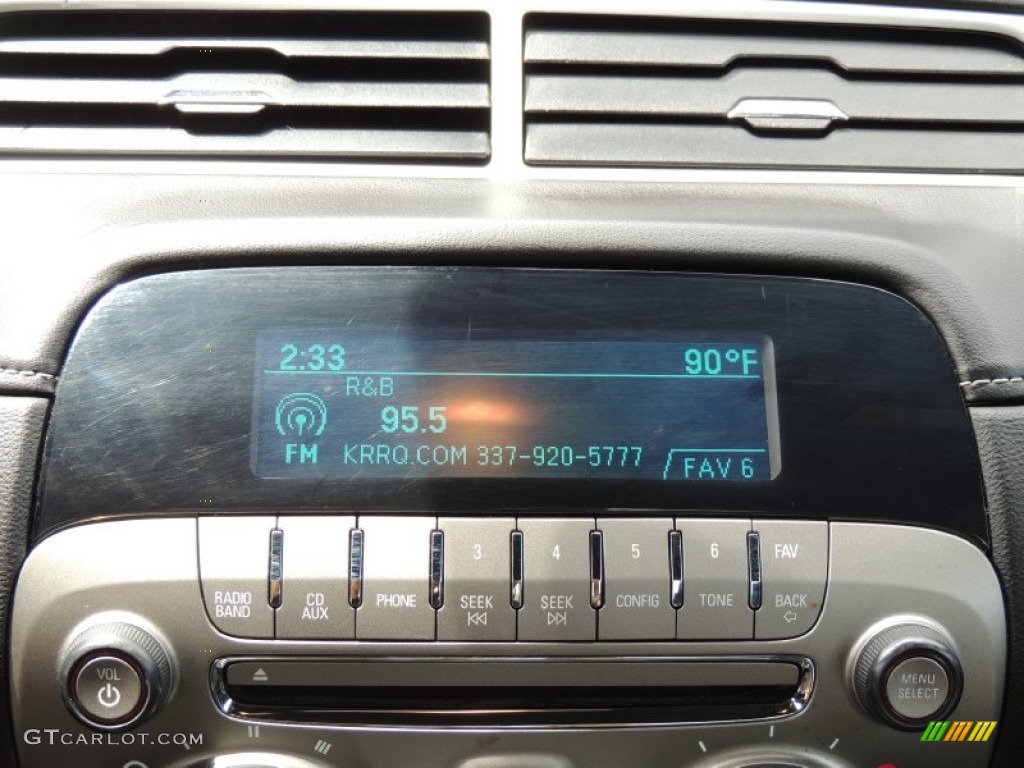 2:33 90°F
R&B
95.5
FM KRRQ.COM 337-920-5777
FAV 6
3 4 5 6 FAV
RADIO BAND CD AUX PHONE SEEK SEEK CONFIG TONE BACK
VOL
MENU SELECT
GTCARLOT.COM